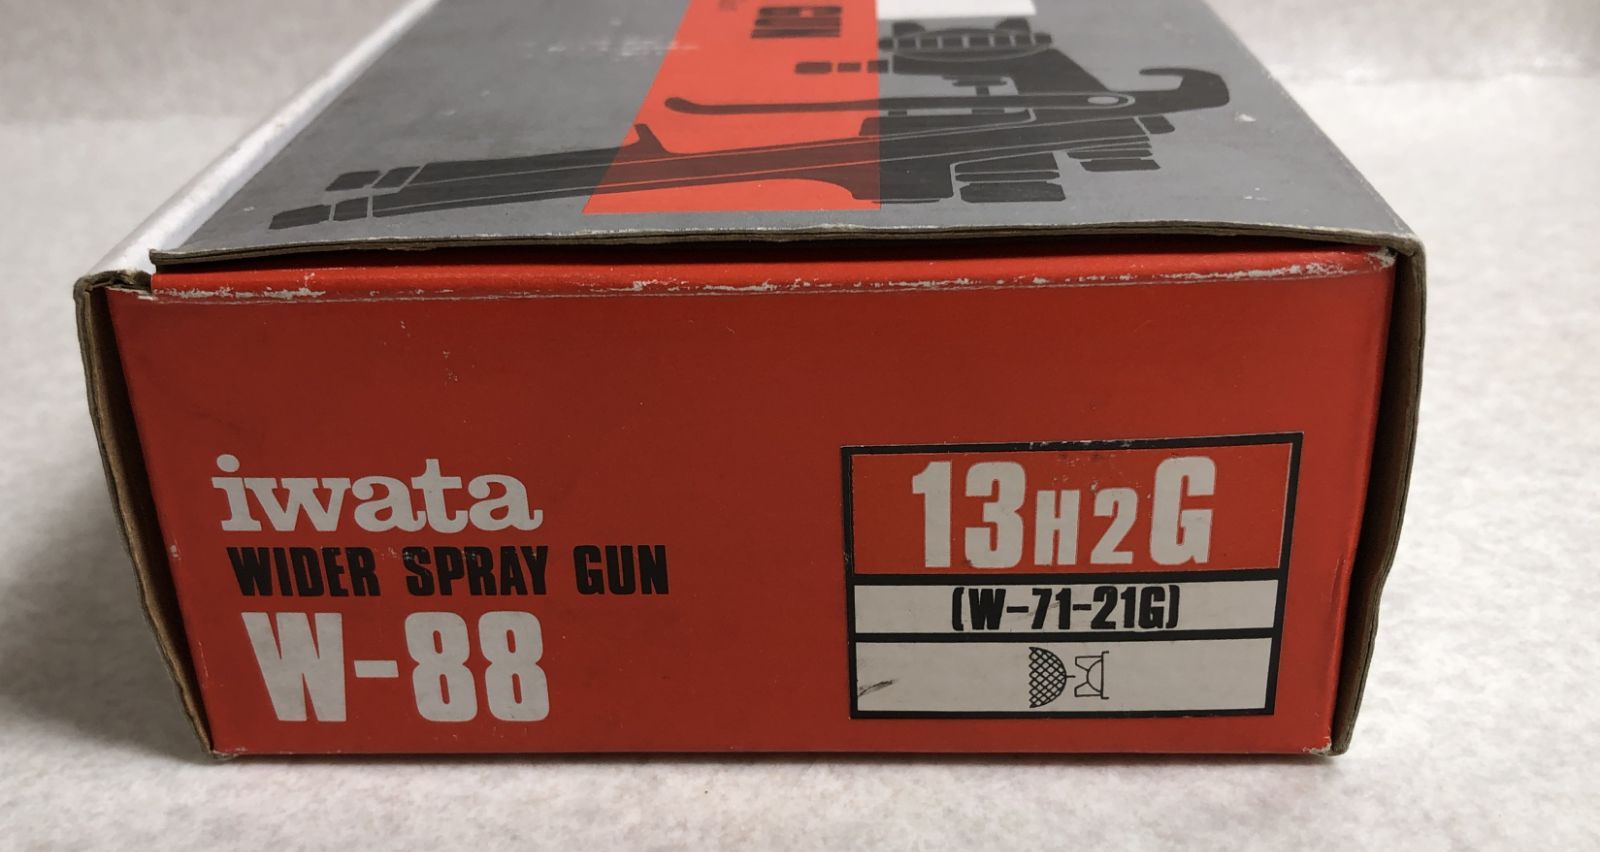 iwata
WIDER SPRAY GUN
W-88
13H2G
(W-71-21G)